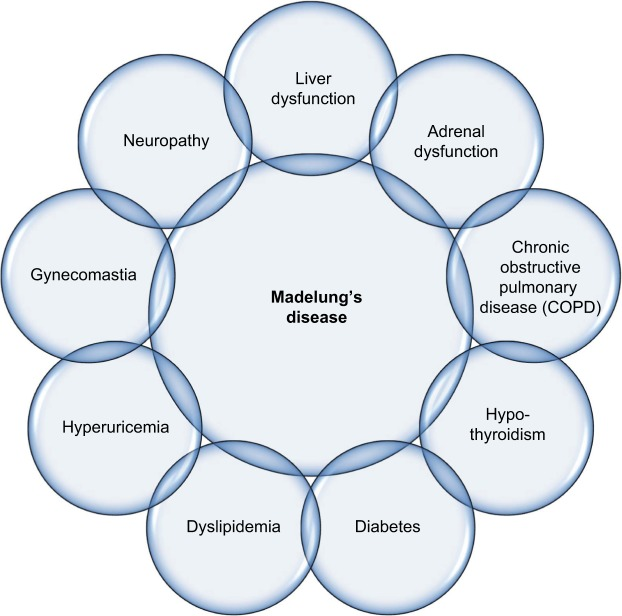 Liver
dysfunction
Adrenal
dysfunction
Chronic
obstructive
pulmonary
disease (COPD)
Hypo-
thyroidism
Diabetes
Dyslipidemia
Hyperuricemia
Gynecomastia
Neuropathy
Madelung’s
disease